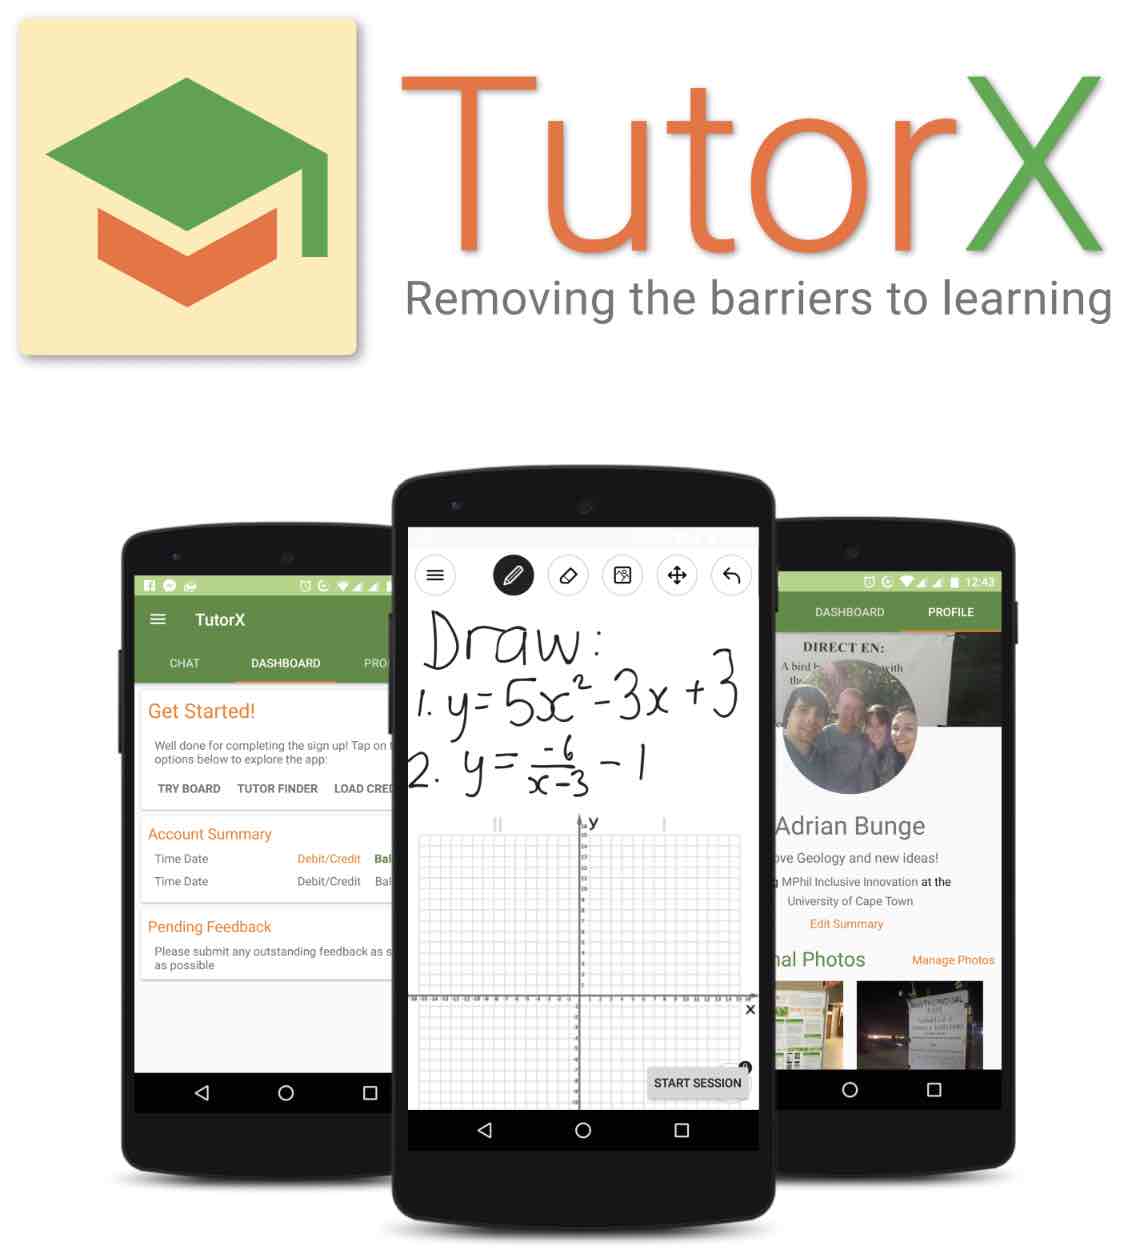 TutorX
Removing the barriers to learning
TutorX
CHAT DASHBOARD PRO
Get Started!
Well done for completing the sign up! Tap on
options below to explore the app:
TRY BOARD TUTOR FINDER LOAD CRE
Account Summary
Time Date Debit/Credit Bal
Time Date Debit/Credit Bal
Pending Feedback
Please submit any outstanding feedback as s
as possible
Draw:
1. y=5x²-3x+3
2. y=-6/(x-3) -1
y
x
START SESSION
12:43
DASHBOARD PROFILE
DIRECT EN:
A bird with
the
Adrian Bunge
ove Geology and new ideas!
g MPhil Inclusive Innovation at the
University of Cape Town
Edit Summary
nal Photos Manage Photos